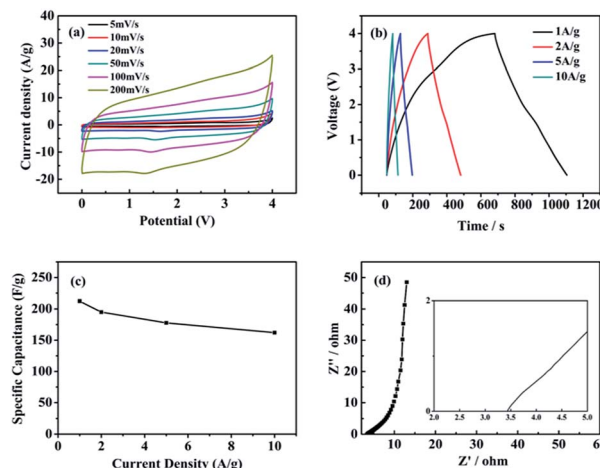 (a)
5mV/s
10mV/s
20mV/s
50mV/s
100mV/s
200mV/s
Current density (A/g)
40
30
20
10
0
-10
-20
0 1 2 3 4
Potential (V)
(b)
1A/g
2A/g
5A/g
10A/g
Voltage (V)
4
3
2
1
0
0 200 400 600 800 1000 1200
Time / s
(c)
Specific Capacitance (F/g)
250
200
150
100
50
0
2 4 6 8 10
Current Density (A/g)
(d)
Z'' / ohm
50
40
30
20
10
0
10 20 30 40 50 60
Z' / ohm
2
2.0 2.5 3.0 3.5 4.0 4.5 5.0